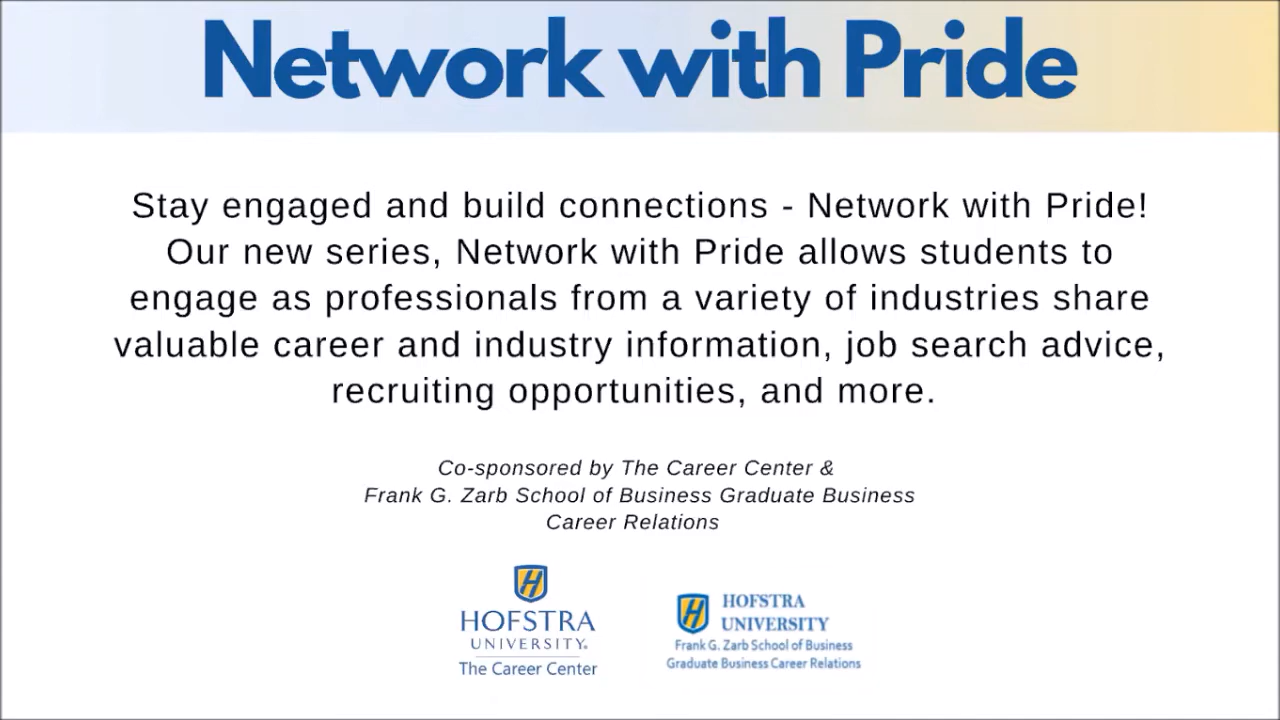 Network with Pride
Stay engaged and build connections - Network with Pride!
Our new series, Network with Pride allows students to
engage as professionals from a variety of industries share
valuable career and industry information, job search advice,
recruiting opportunities, and more.
Co-sponsored by The Career Center &
Frank G. Zarb School of Business Graduate Business
Career Relations
H
HOFSTRA
UNIVERSITY®
The Career Center
H
HOFSTRA
UNIVERSITY
Frank G. Zarb School of Business
Graduate Business Career Relations